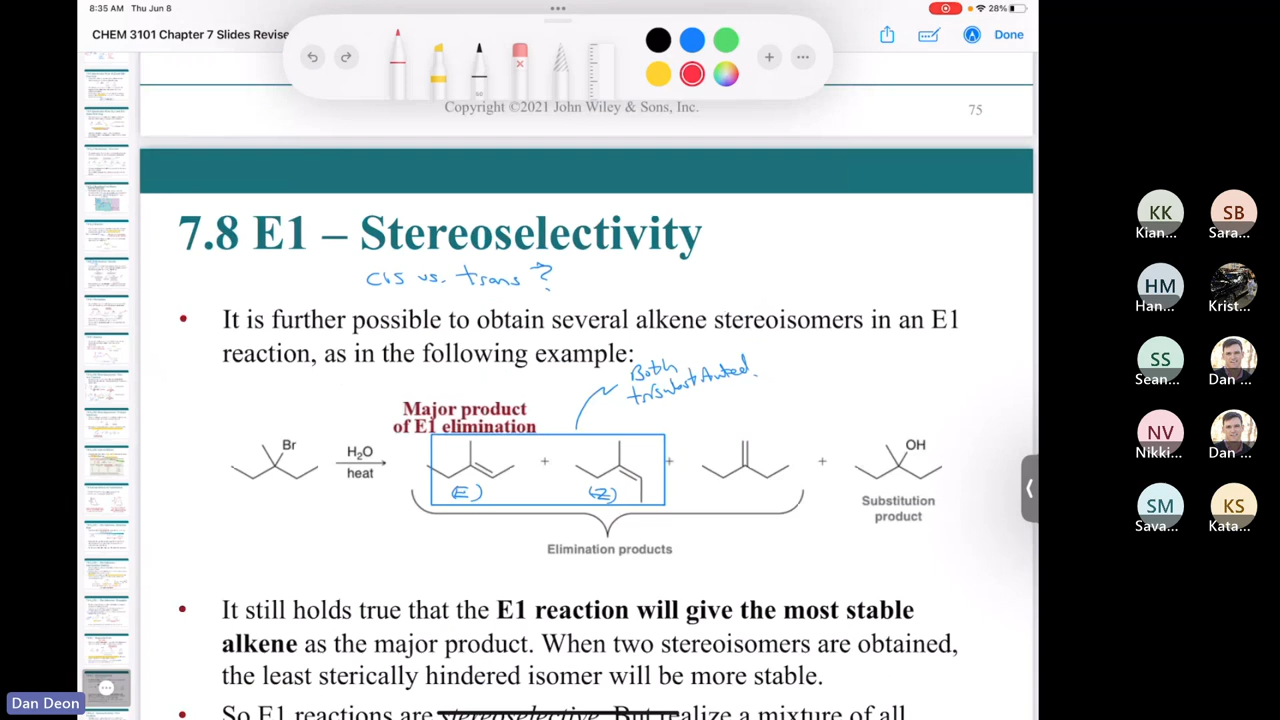 8:35 AM Thu Jun 8
28%
CHEM 3101 Chapter 7 Slides Revise
Done
Copyright ©2021 John Wiley & Sons, Inc.
75
7.8 E1 – Stereoselectivity
cis vs. trans
It is further possible to obtain several alkene stereoisomers in an E1
reaction, as in the following example:
Both
trisubstituted.
Major product
of E1 elimination
Br
H2O
heat
(E)
(Z)
+
+
OH
Substitution
product
Elimination products
It still holds true that the E1 reaction will give the most stable
alkene as the major product. When two stereoisomers are obtained,
the least sterically hindered isomer will be more stable.
KK
Kian...
SB
Sara...
HM
Han...
Krist...
SS
Sean...
Dan ...
NV
Nikki...
Dan ...
SM
Sava...
KS
Kata...
Dan Deon